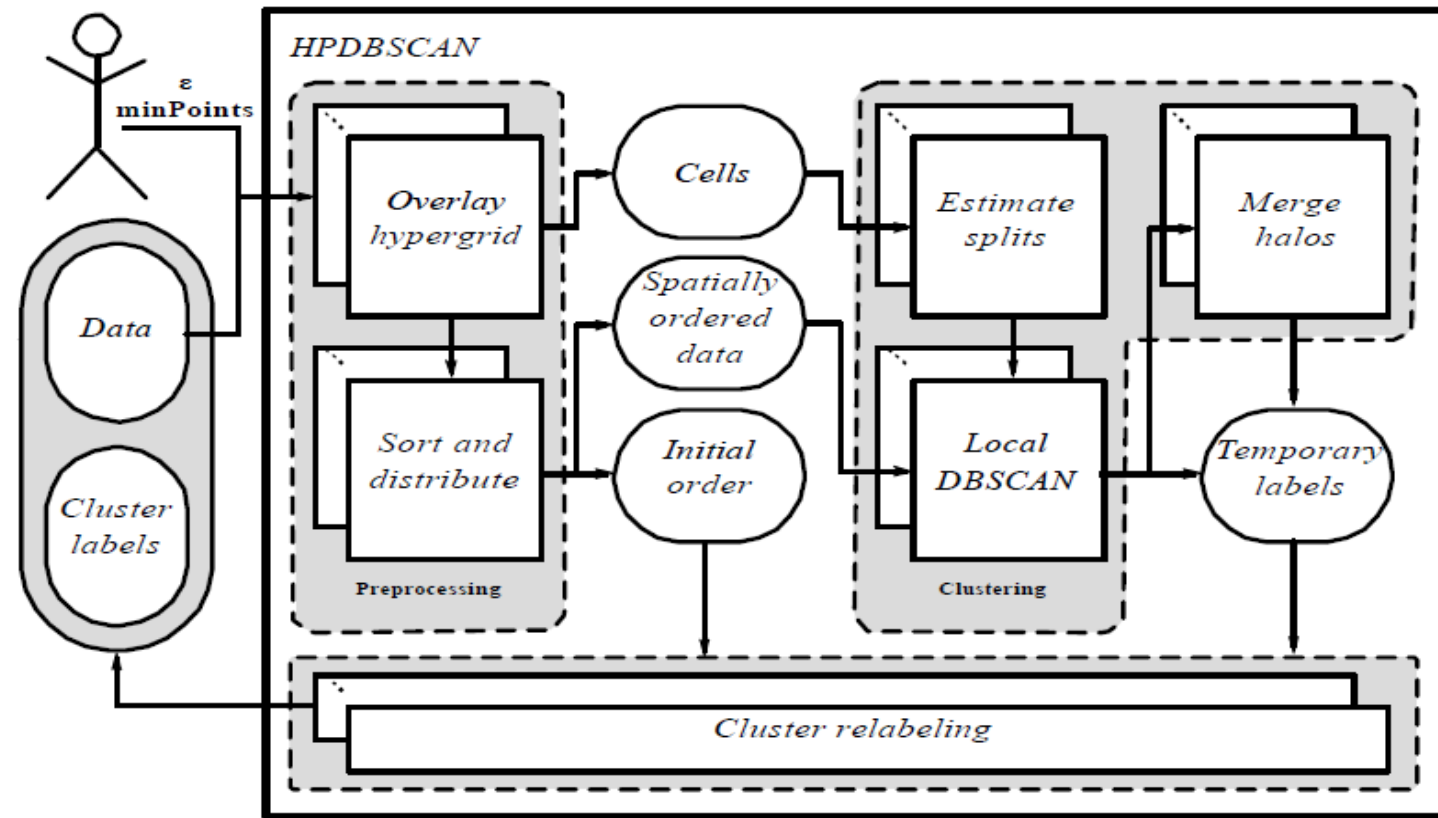 HPDBSCAN
ε
minPoints
Data
Cluster
labels
Overlay
hypergrid
Sort and
distribute
Preprocessing
Cells
Spatially
ordered
data
Initial
order
Estimate
splits
Local
DBSCAN
Clustering
Merge
halos
Temporary
labels
Cluster relabeling